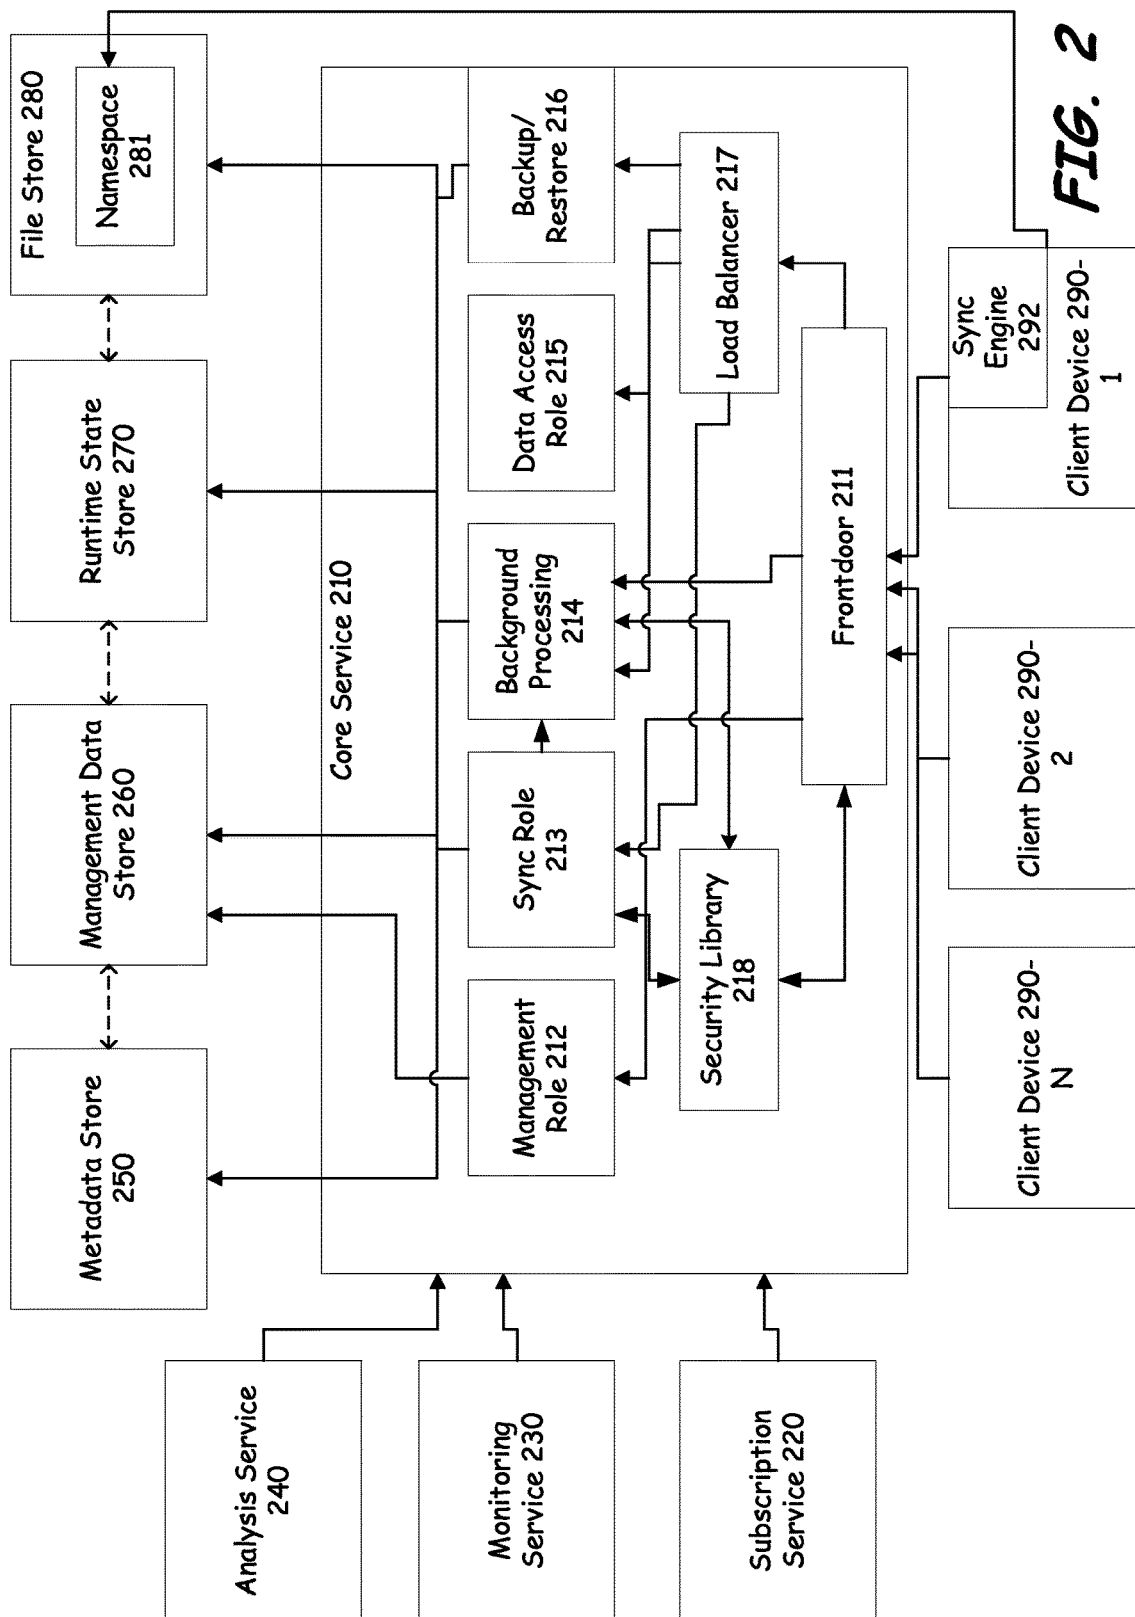 Analysis Service
240
Monitoring
Service 230
Subscription
Service 220
Metadata Store
250
Management Data
Store 260
Runtime State
Store 270
File Store 280
Namespace
281
Core Service 210
Management
Role 212
Sync Role
213
Background
Processing
214
Data Access
Role 215
Backup/
Restore 216
Security Library
218
Load Balancer 217
Frontdoor 211
Client Device 290-
N
Client Device 290-
2
Sync
Engine
292
Client Device 290-
1
FIG. 2